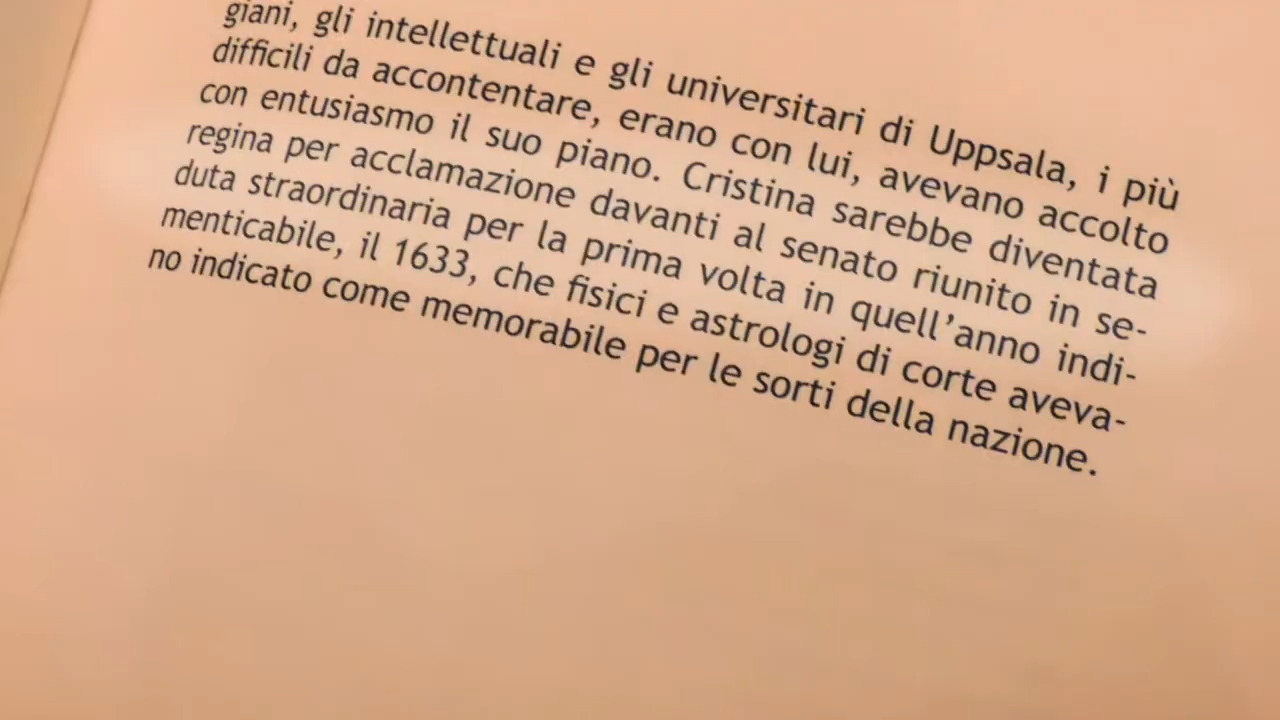 giani, gli intellettuali e gli universitari di Uppsala, i più
difficili da accontentare, erano con lui, avevano accolto
con entusiasmo il suo piano. Cristina sarebbe diventata
regina per acclamazione davanti al senato riunito in se-
duta straordinaria per la prima volta in quell'anno indi-
menticabile, il 1633, che fisici e astrologi di corte aveva-
no indicato come memorabile per le sorti della nazione.